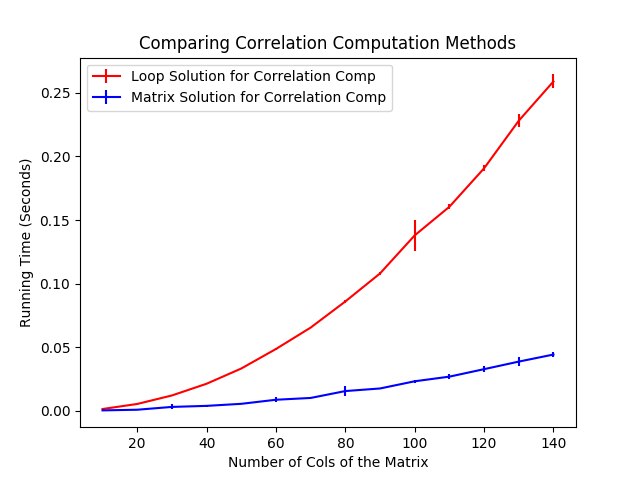 Comparing Correlation Computation Methods
Loop Solution for Correlation Comp
Matrix Solution for Correlation Comp
Running Time (Seconds)
0.25
0.20
0.15
0.10
0.05
0.00
20 40 60 80 100 120 140
Number of Cols of the Matrix